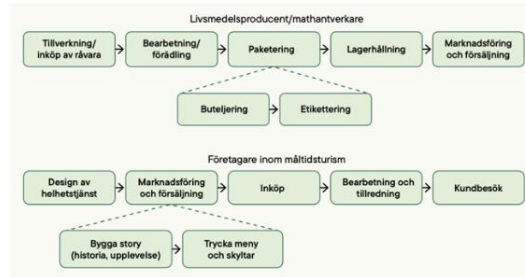 Livsmedelsproducent/mathantverkare
Tillverkning/
inköp av råvara
Bearbetning/
förädling
Paketering
Lagerhållning
Marknadsföring
och försäljning
Buteljering
Etikettering
Företagare inom måltidsturism
Design av
helhetstjänst
Marknadsföring
och försäljning
Inköp
Bearbetning och
tillredning
Kundbesök
Bygga story
(historia, upplevelse)
Trycka meny
och skyltar